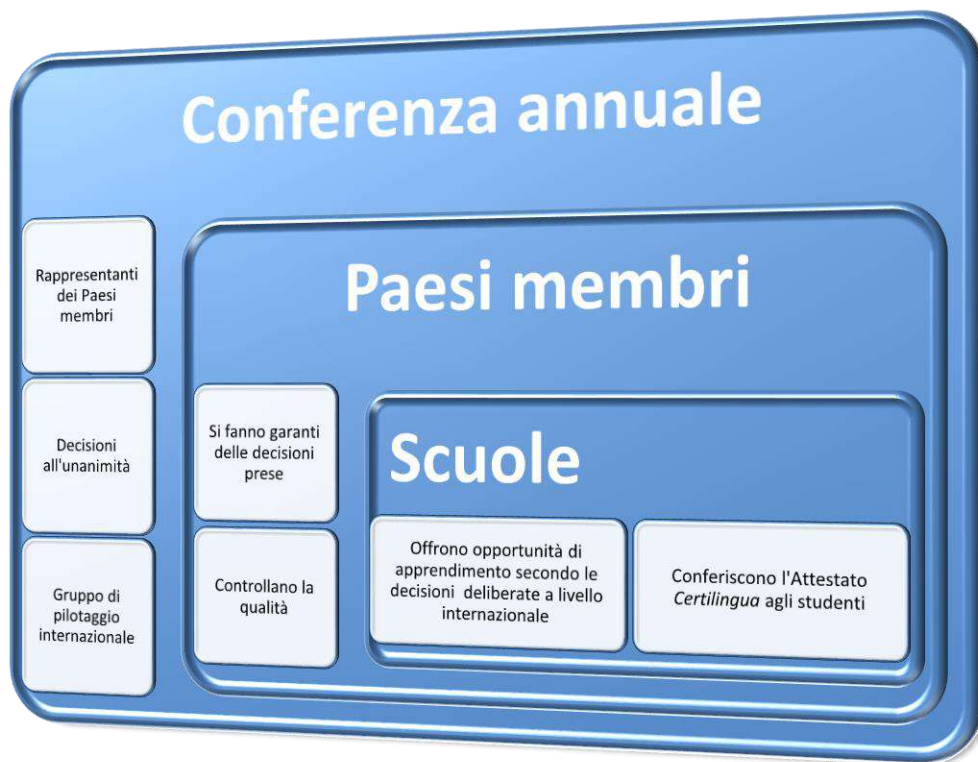 Conferenza annuale
Rappresentanti
dei Paesi
membri
Decisioni
all'unanimità
Gruppo di
pilotaggio
internazionale
Paesi membri
Si fanno garanti
delle decisioni
prese
Controllano la
qualità
Scuole
Offrono opportunità di
apprendimento secondo le
decisioni deliberate a livello
internazionale
Conferiscono l'Attestato
Certilingua agli studenti